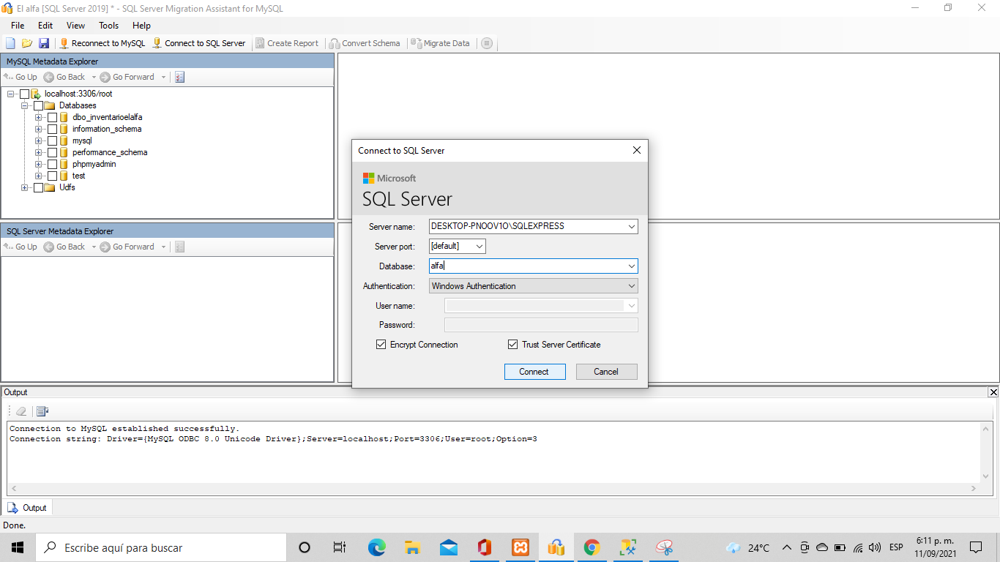 El alfa [SQL Server 2019] * - SQL Server Migration Assistant for MySQL
File Edit View Tools Help
Reconnect to MySQL Connect to SQL Server Create Report Convert Schema Migrate Data
MySQL Metadata Explorer
Go Up Go Back Go Forward
localhost:3306/root
Databases
dbo_inventarioelalfa
information_schema
mysql
performance_schema
phpmyadmin
test
Udfs
SQL Server Metadata Explorer
Go Up Go Back Go Forward
Connect to SQL Server
Microsoft
SQL Server
Server name: DESKTOP-PNOOV1O\SQLEXPRESS
Server port: [default]
Database: alfa
Authentication: Windows Authentication
User name:
Password:
Encrypt Connection Trust Server Certificate
Connect Cancel
Output
Connection to MySQL established successfully.
Connection string: Driver={MySQL ODBC 8.0 Unicode Driver};Server=localhost;Port=3306;User=root;Option=3
Output
Done.
Escribe aquí para buscar
24°C
ESP
6:11 p. m.
11/09/2021